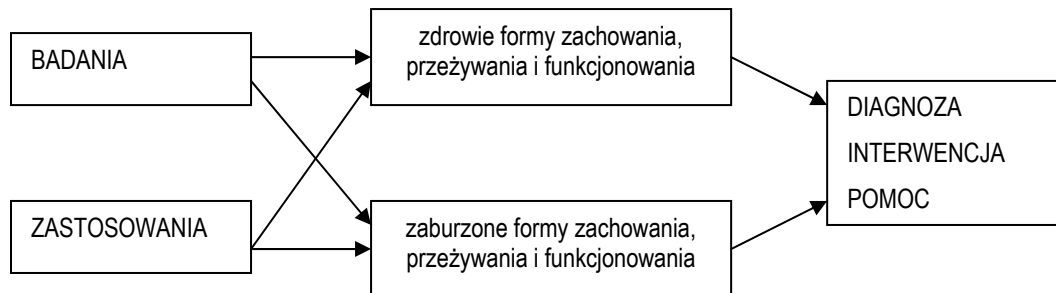 BADANIA
zdrowie formy zachowania,
przeżywania i funkcjonowania
DIAGNOZA
INTERWENCJA
POMOC
ZASTOSOWANIA
zaburzone formy zachowania,
przeżywania i funkcjonowania